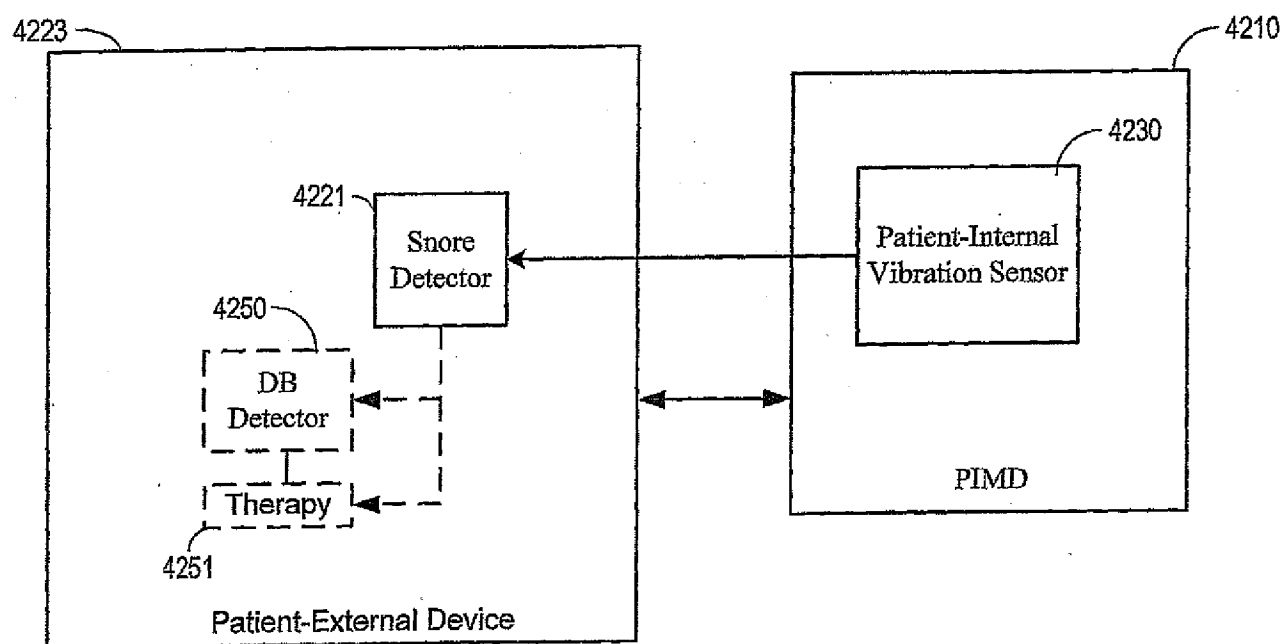 4223
4210
4230
4221
Snore
Detector
Patient-Internal
Vibration Sensor
4250
DB
Detector
Therapy
4251
PIMD
Patient-External Device